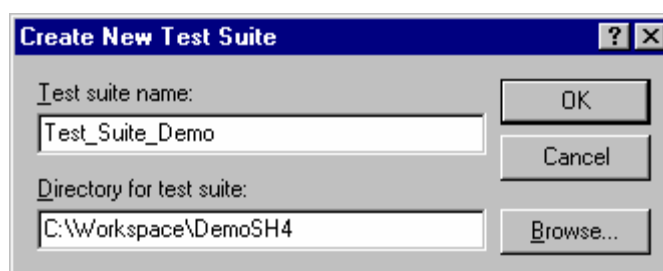 Create New Test Suite
Test suite name:
OK
Test_Suite_Demo
Cancel
Directory for test suite:
C:\Workspace\DemoSH4
Browse...